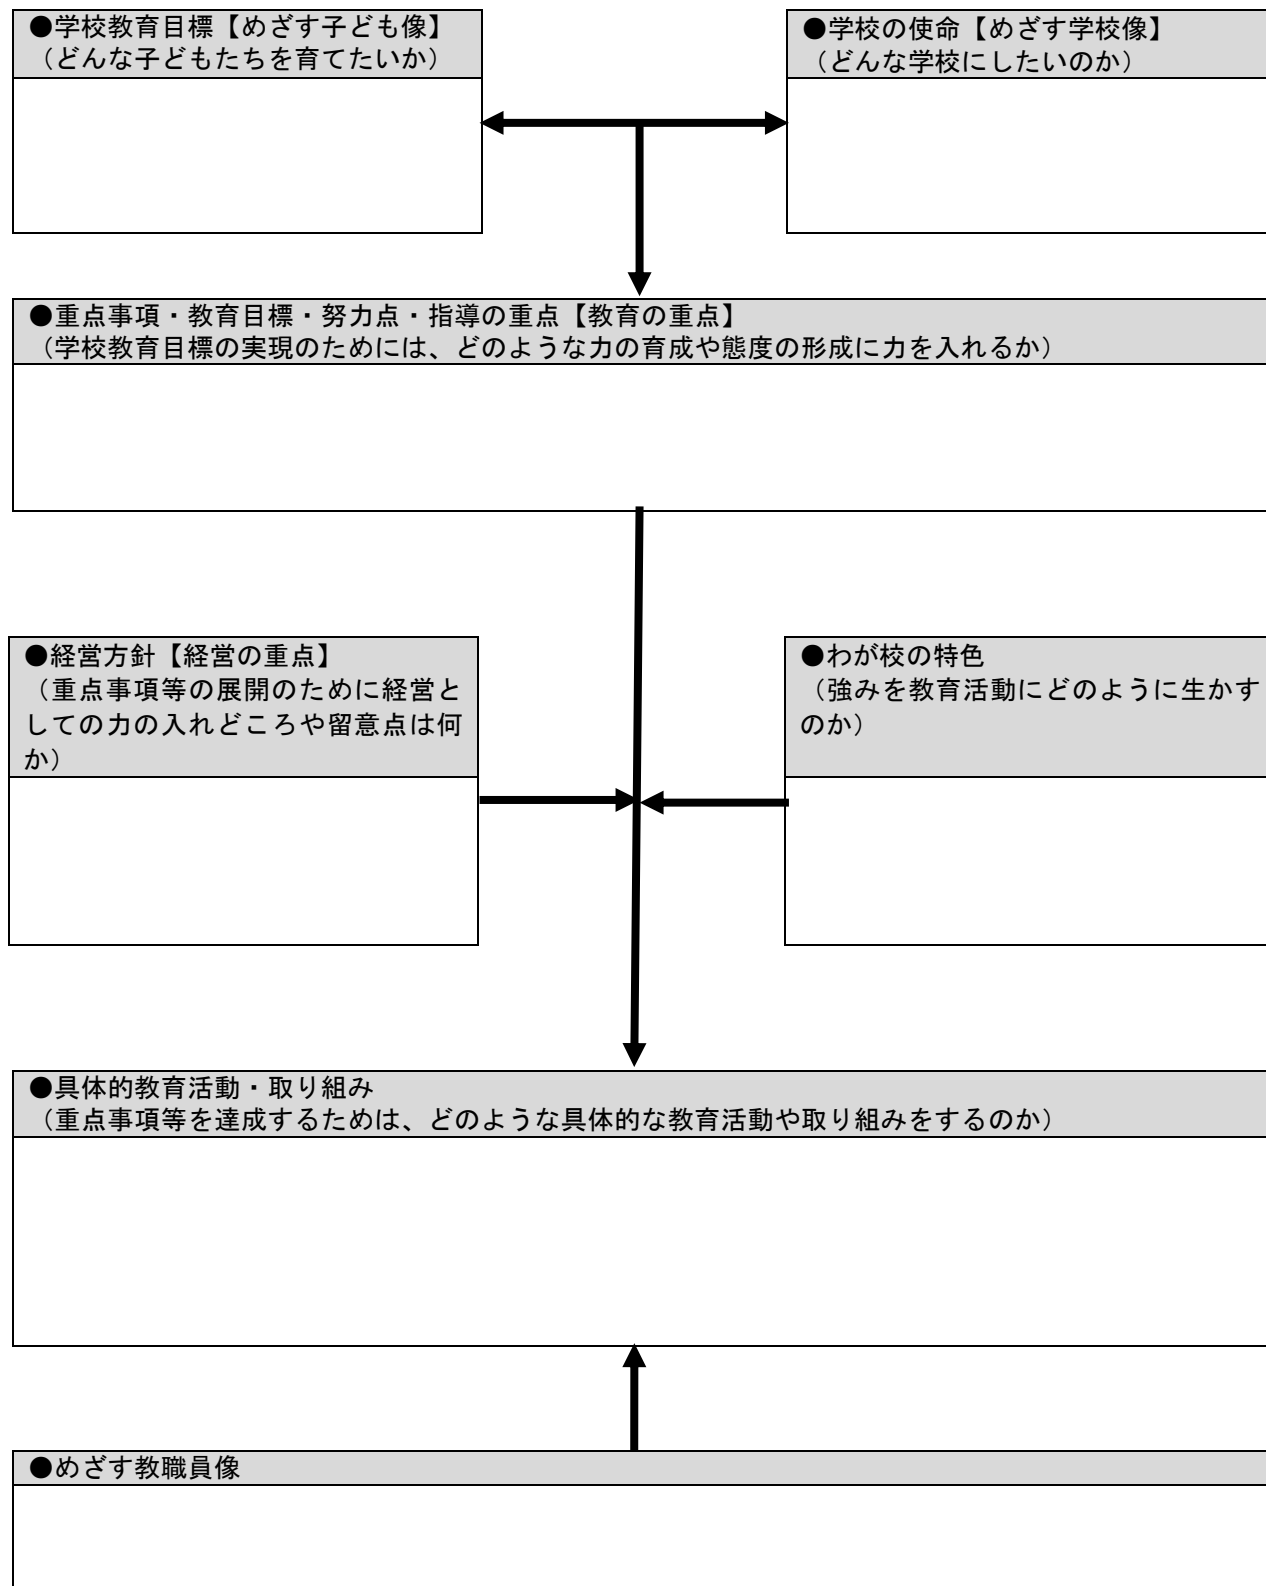 ●学校教育目標【めざす子ども像】
（どんな子どもたちを育てたいか）
●学校の使命【めざす学校像】
（どんな学校にしたいのか）
●重点事項・教育目標・努力点・指導の重点【教育の重点】
（学校教育目標の実現のためには、どのような力の育成や態度の形成に力を入れるか）
●経営方針【経営の重点】
（重点事項等の展開のために経営と
しての力の入れどころや留意点は何
か）
●わが校の特色
（強みを教育活動にどのように生かす
のか）
●具体的教育活動・取り組み
（重点事項等を達成するためは、どのような具体的な教育活動や取り組みをするのか）
●めざす教職員像